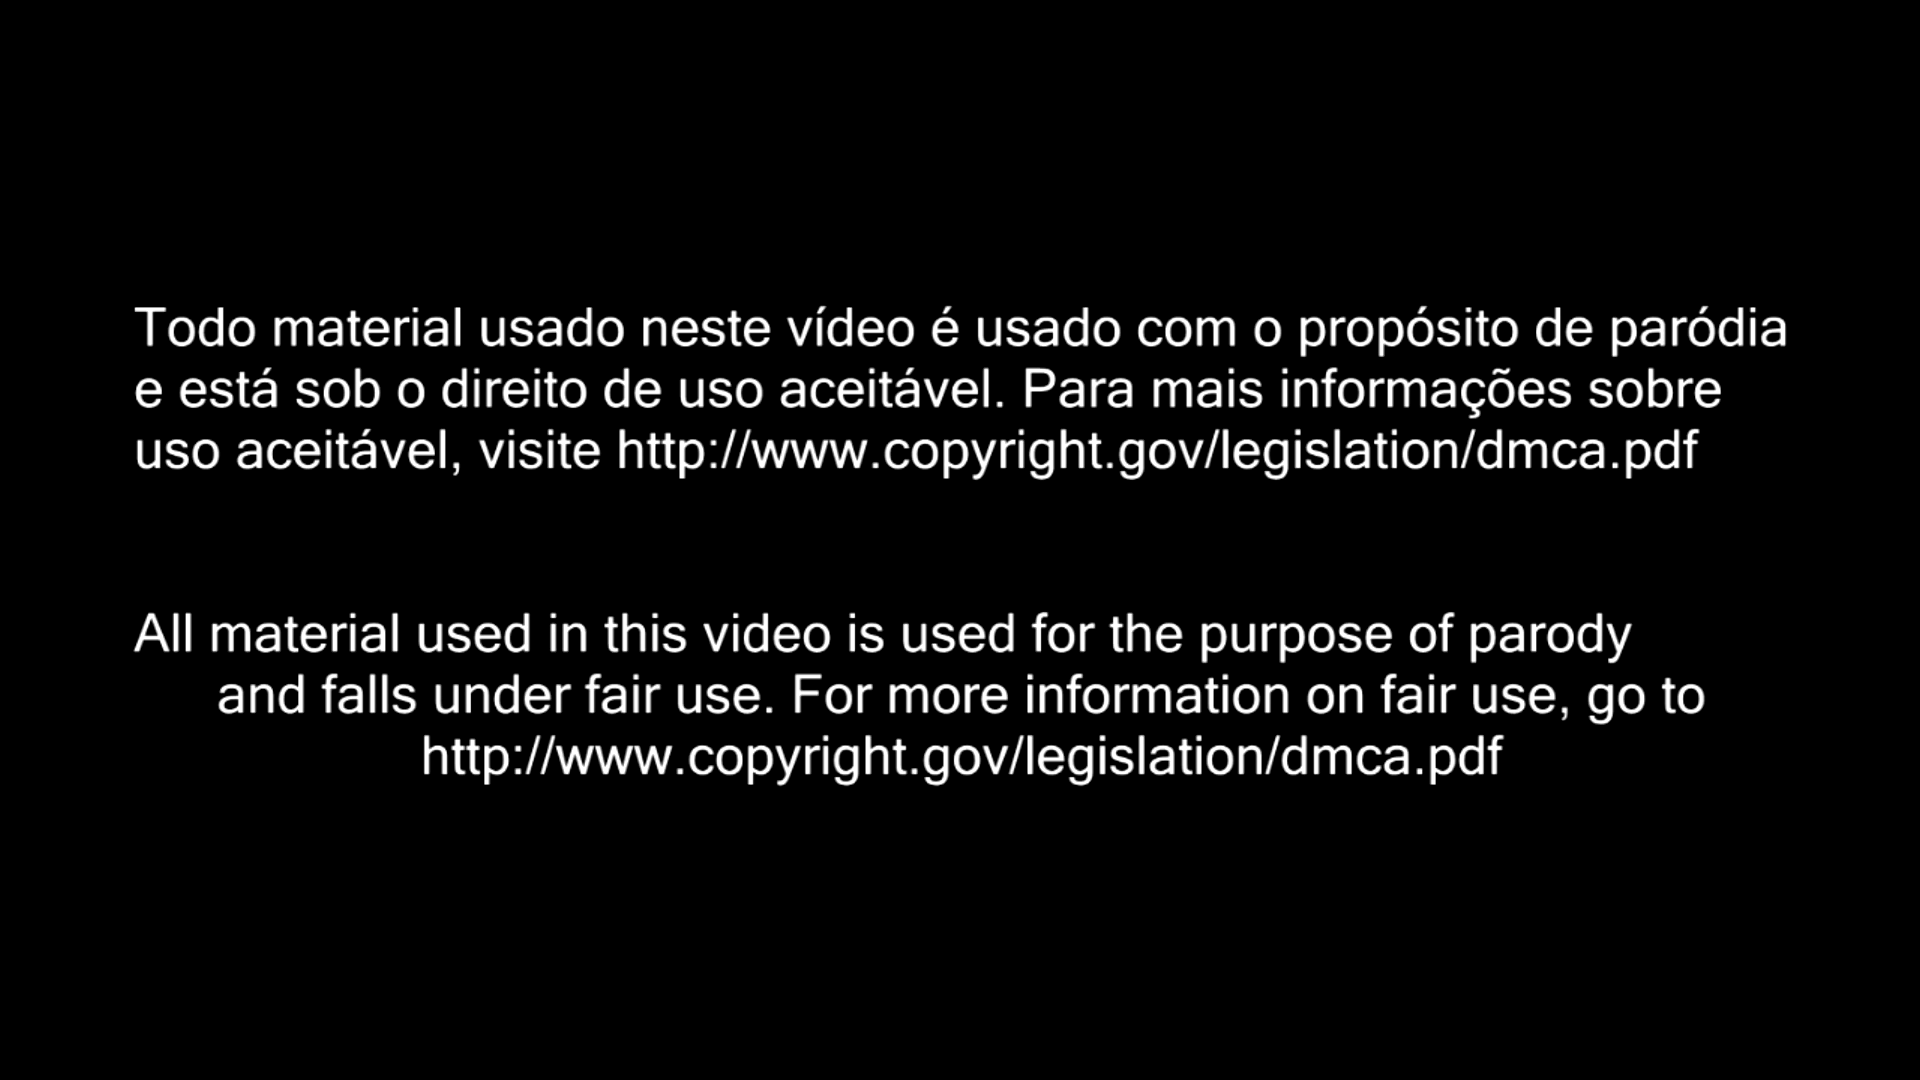 Todo material usado neste vídeo é usado com o propósito de paródia
e está sob o direito de uso aceitável. Para mais informações sobre
uso aceitável, visite http://www.copyright.gov/legislation/dmca.pdf
All material used in this video is used for the purpose of parody
and falls under fair use. For more information on fair use, go to
http://www.copyright.gov/legislation/dmca.pdf